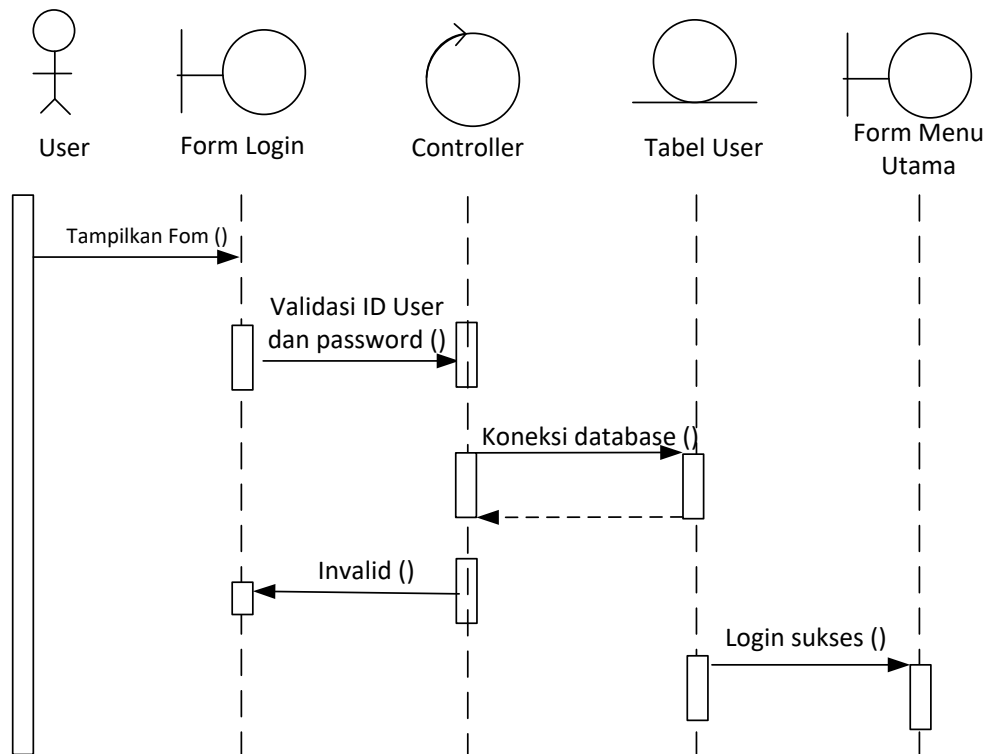 User
Form Login
Controller
Tabel User
Form Menu
Utama
Tampilkan Fom ()
Validasi ID User
dan password ()
Koneksi database ()
Invalid ()
Login sukses ()